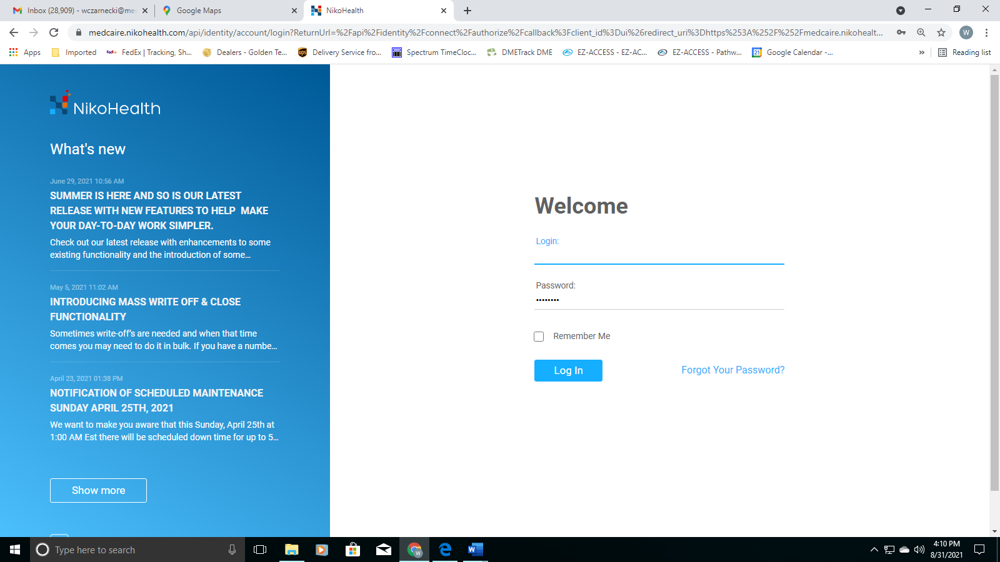 Inbox (28,909) - wczarnecki@me
Google Maps
NikoHealth
medcaire.nikohealth.com/api/identity/account/login?ReturnUrl=%2Fapi%2Fidentity%2Fconnect%2Fauthorize%2Fcallback%3Fclient_id%3Dui%26redirect_uri%3Dhttps%253A%252F%252Fmedcaire.nikohealt...
W
Apps
Imported
FedEx | Tracking, Sh...
Dealers - Golden Te...
Delivery Service fro...
Spectrum TimeCloc...
DMETrack DME
EZ-ACCESS - EZ-AC...
EZ-ACCESS - Pathw...
Google Calendar -...
»
Reading list
NikoHealth
What's new
June 29, 2021 10:56 AM
SUMMER IS HERE AND SO IS OUR LATEST
RELEASE WITH NEW FEATURES TO HELP  MAKE
YOUR DAY-TO-DAY WORK SIMPLER.
Check out our latest release with enhancements to some
existing functionality and the introduction of some...
May 5, 2021 11:02 AM
INTRODUCING MASS WRITE OFF & CLOSE
FUNCTIONALITY
Sometimes write-off's are needed and when that time
comes you may need to do it in bulk. If you have a numbe...
April 23, 2021 01:38 PM
NOTIFICATION OF SCHEDULED MAINTENANCE
SUNDAY APRIL 25TH, 2021
We want to make you aware that this Sunday, April 25th at
1:00 AM Est there will be scheduled down time for up to 5...
Show more
Welcome
Login:
Password:
••••••••
Remember Me
Log In
Forgot Your Password?
Type here to search
4:10 PM
8/31/2021